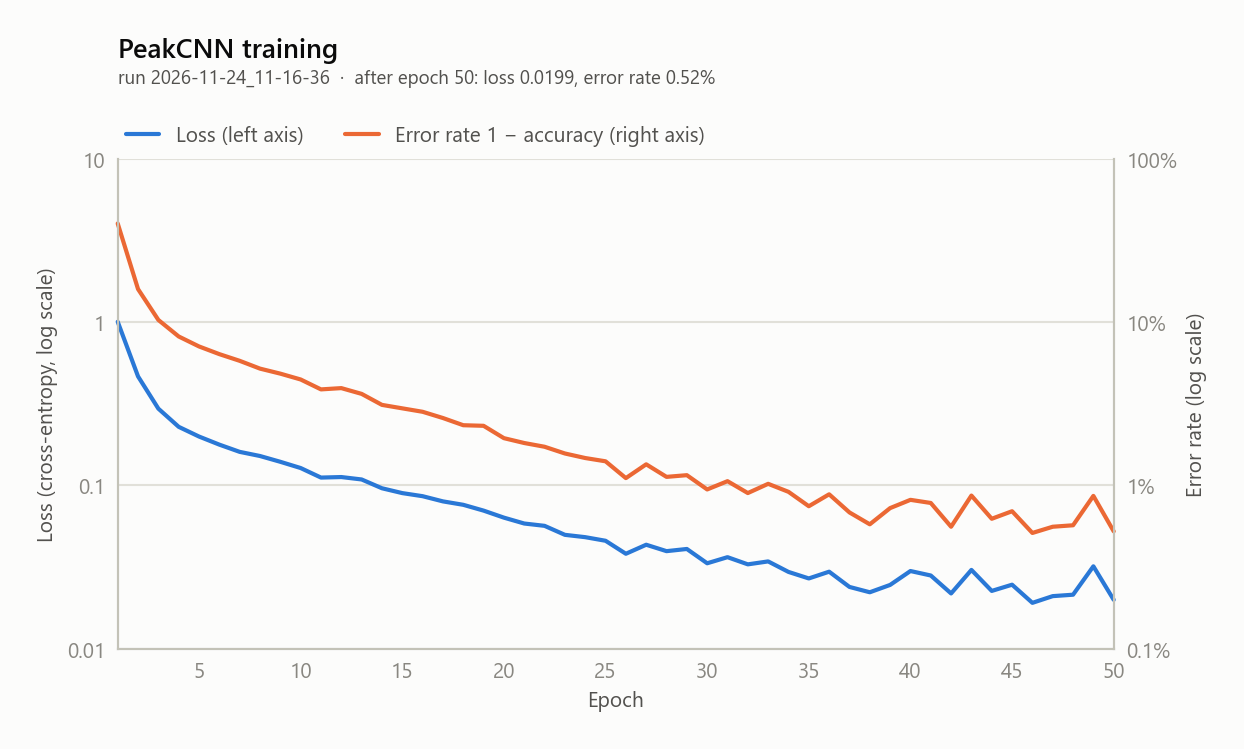 PeakCNN training
run 2026-11-24_11-16-36 · after epoch 50: loss 0.0199, error rate 0.52%
Loss (left axis) Error rate 1 − accuracy (right axis)
10 100%
1 10%
0.1 1%
0.01 0.1%
Loss (cross-entropy, log scale)
Error rate (log scale)
5 10 15 20 25 30 35 40 45 50
Epoch